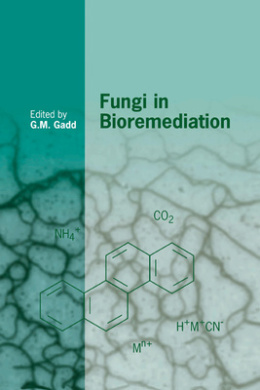 Edited by
G.M. Gadd
Fungi in
Bioremediation
CO₂
NH₄⁺
H⁺M⁺CN⁻
Mⁿ⁺